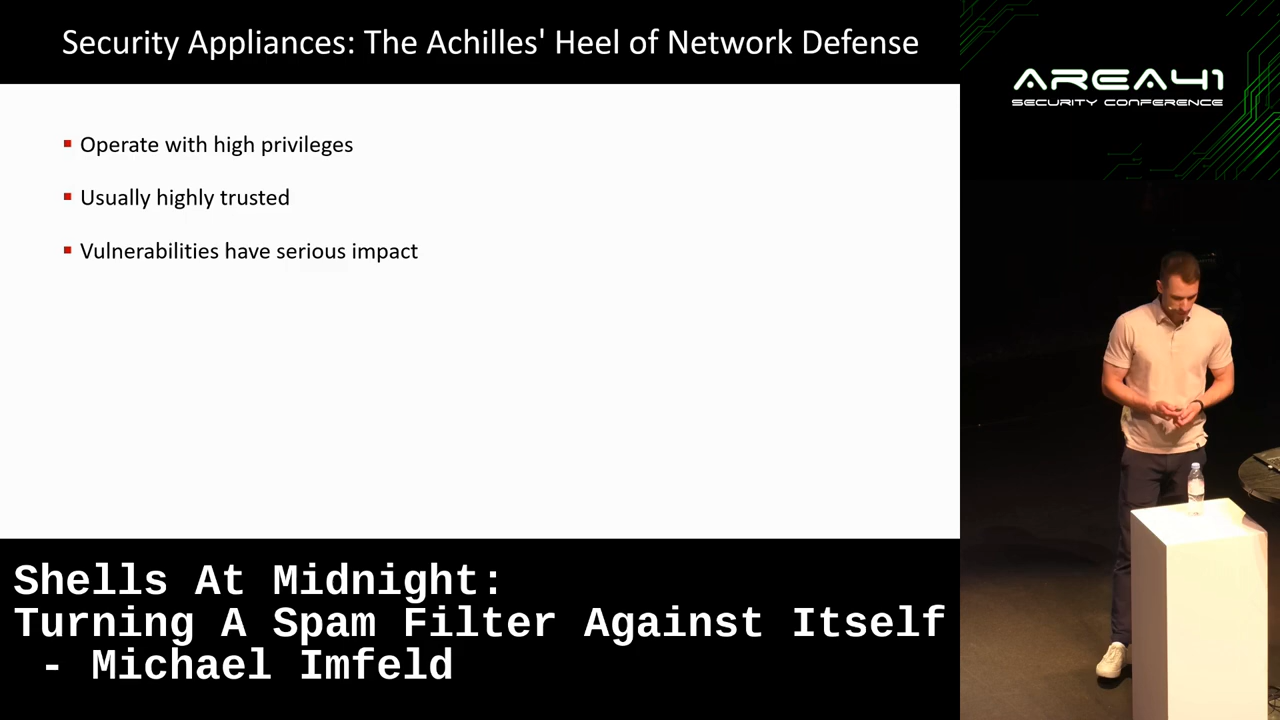 Security Appliances: The Achilles' Heel of Network Defense
Operate with high privileges
Usually highly trusted
Vulnerabilities have serious impact
AREA41
SECURITY CONFERENCE
Shells At Midnight:
Turning A Spam Filter Against Itself
- Michael Imfeld